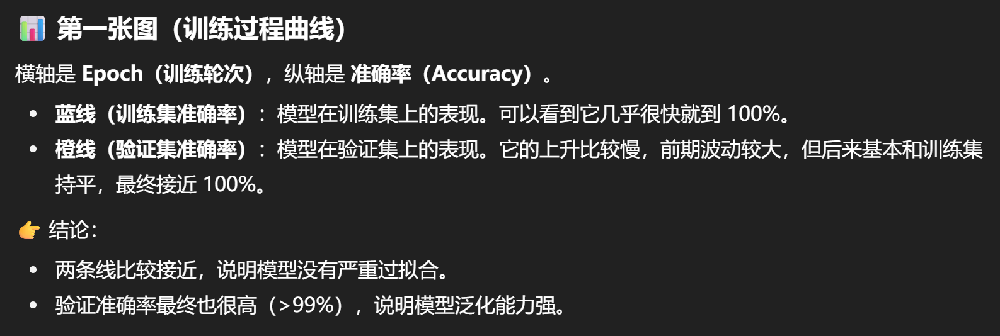 📊 第一张图（训练过程曲线）
横轴是 Epoch（训练轮次），纵轴是 准确率（Accuracy）。
• 蓝线（训练集准确率）：模型在训练集上的表现。可以看到它几乎很快就到 100%。
• 橙线（验证集准确率）：模型在验证集上的表现。它的上升比较慢，前期波动较大，但后来基本和训练集
持平，最终接近 100%。
👉 结论：
• 两条线比较接近，说明模型没有严重过拟合。
• 验证准确率最终也很高（>99%），说明模型泛化能力强。